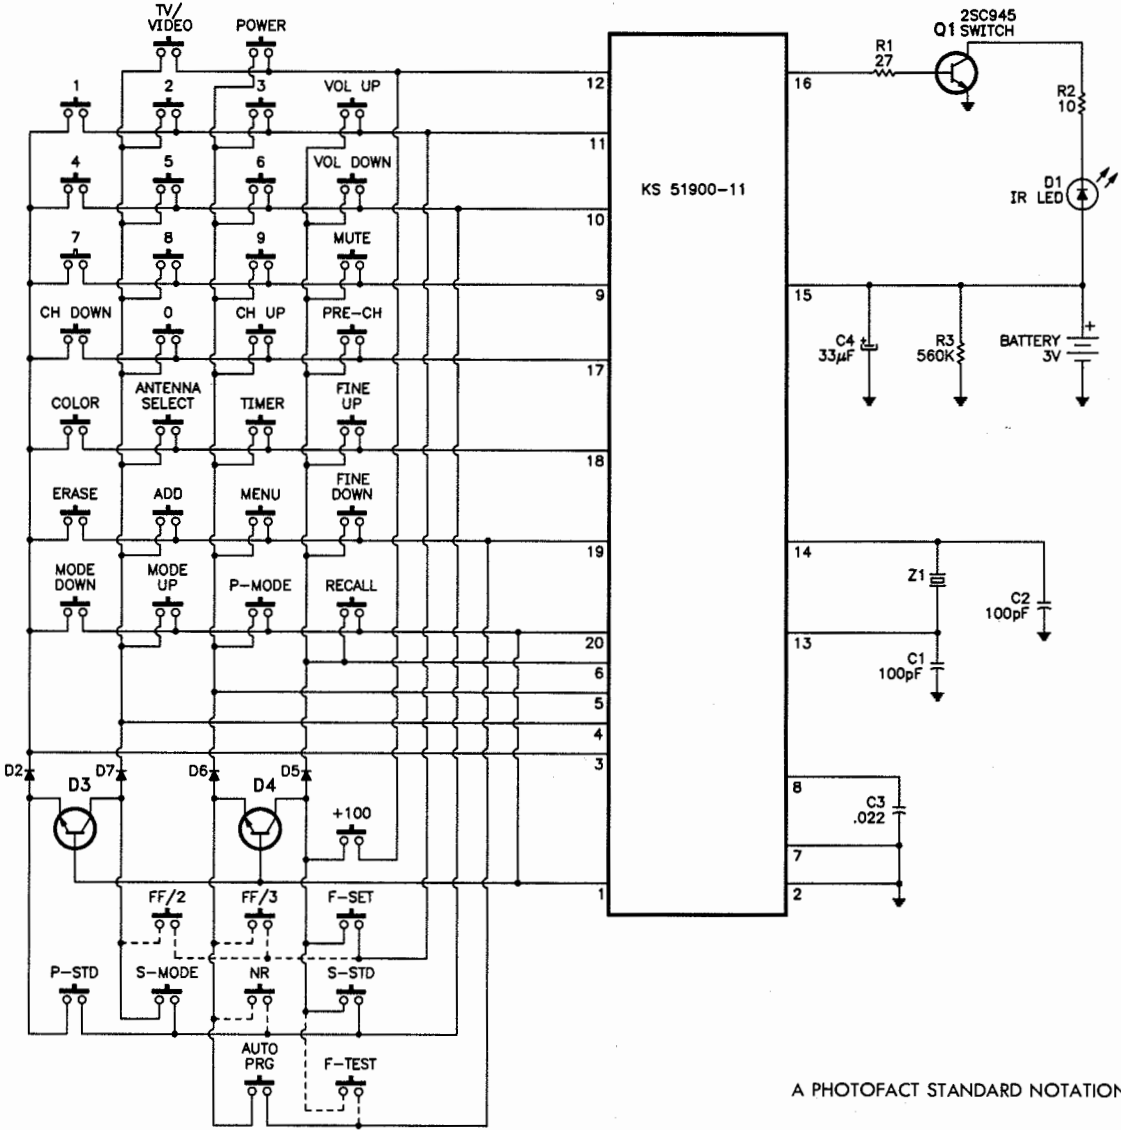 TV/
VIDEO
POWER
2SC945
Q1 SWITCH
R1
27
12
16
R2
10
1
2
3
VOL UP
11
4
5
6
VOL DOWN
KS 51900-11
D1
IR LED
10
7
8
9
MUTE
9
15
CH DOWN
0
CH UP
PRE-CH
C4
33µF
+
R3
560K
BATTERY
3V
+
17
COLOR
ANTENNA
SELECT
TIMER
FINE
UP
18
ERASE
ADD
MENU
FINE
DOWN
19
14
MODE
DOWN
MODE
UP
P-MODE
RECALL
Z1
C2
100pF
20
13
6
C1
100pF
5
4
3
D2
D7
D6
D5
D3
D4
8
C3
.022
+100
7
1
2
FF/2
FF/3
F-SET
P-STD
S-MODE
NR
S-STD
AUTO
PRG
F-TEST
A PHOTOFACT STANDARD NOTATION